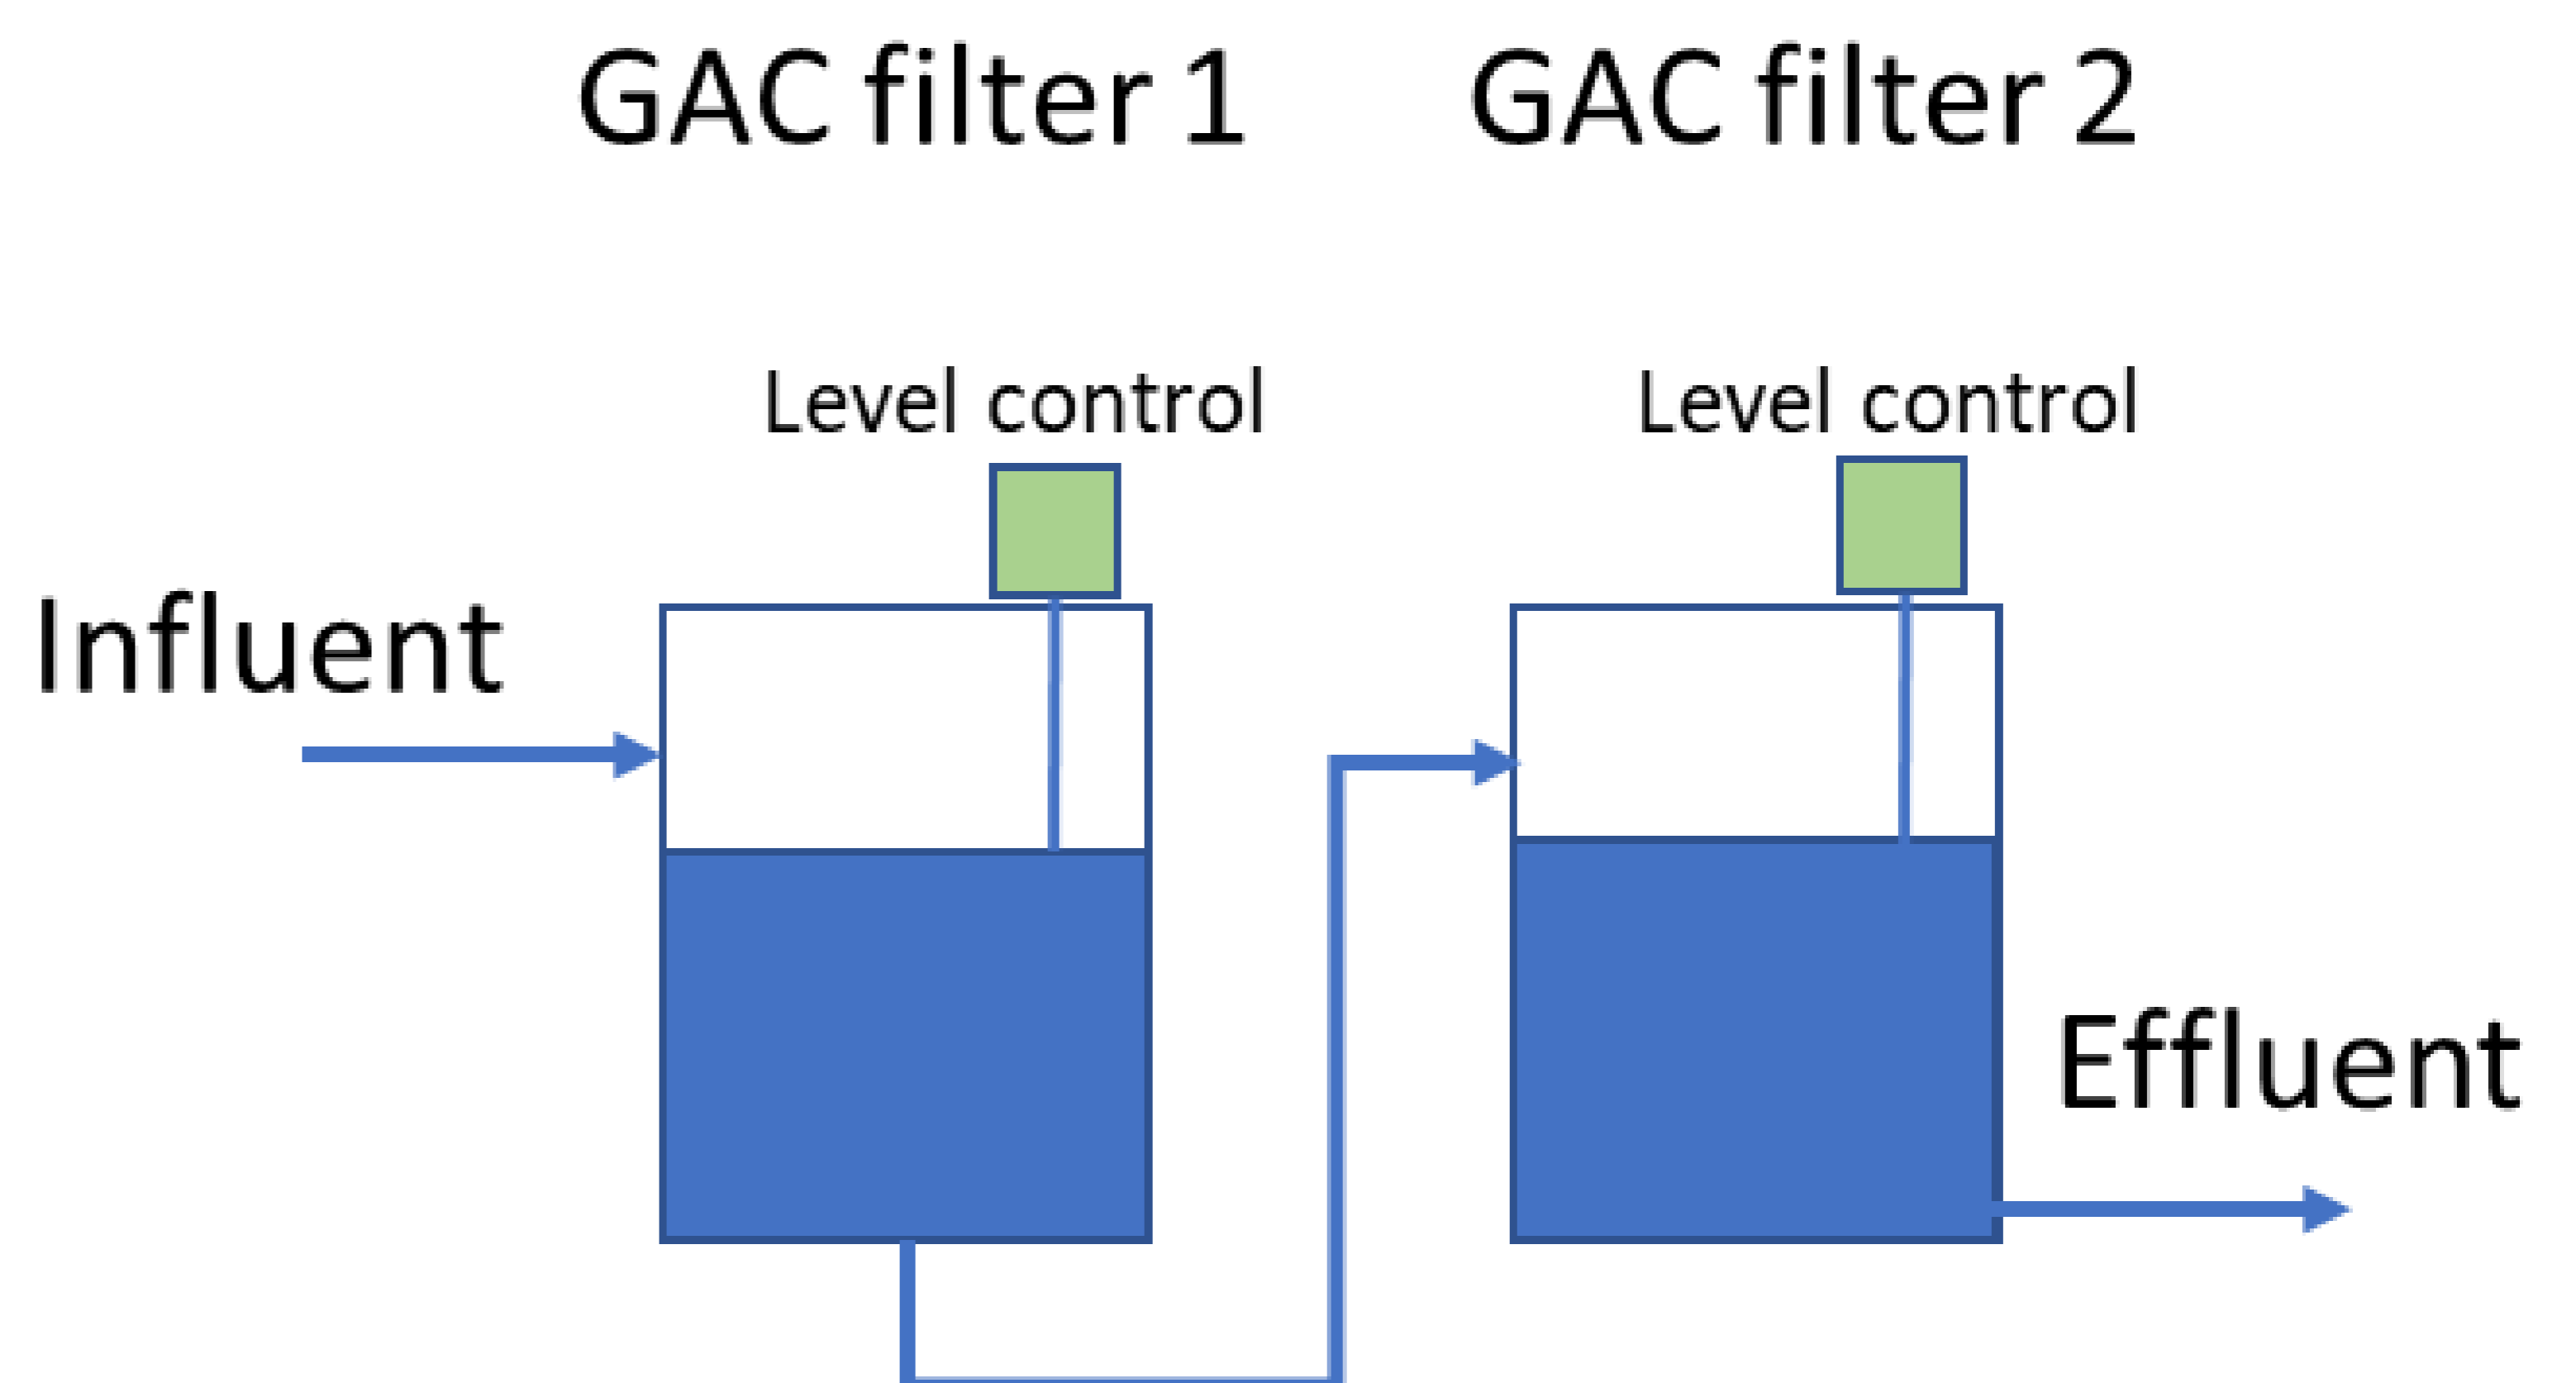 GAC filter 1
GAC filter 2
Level control
Level control
Influent
Effluent